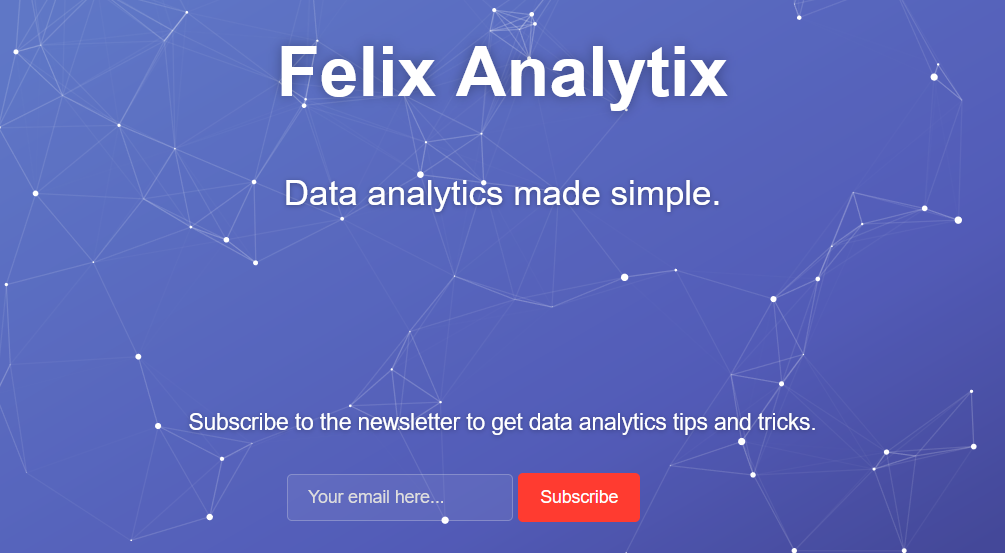 Felix Analytix
Data analytics made simple.
Subscribe to the newsletter to get data analytics tips and tricks.
Your email here... Subscribe